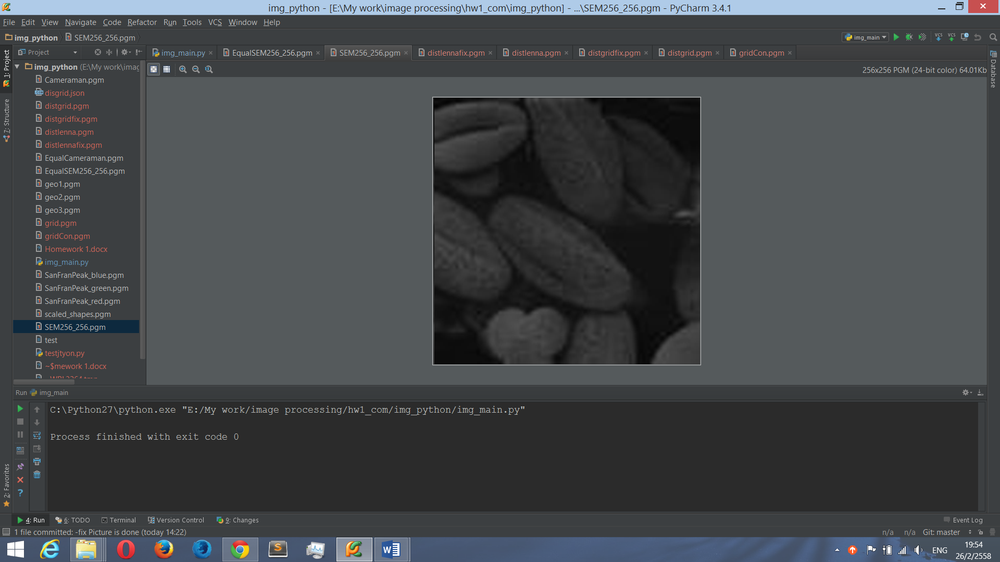 img_python - [E:\My work\image processing\hw1_com\img_python] - ...\SEM256_256.pgm - PyCharm 3.4.1
File Edit View Navigate Code Refactor Run Tools VCS Window Help
img_python SEM256_256.pgm
img_main
VCS VCS
Project
img_main.py EqualSEM256_256.pgm SEM256_256.pgm distlennafix.pgm distlenna.pgm distgridfix.pgm distgrid.pgm gridCon.pgm
256x256 PGM (24-bit color) 64.01Kb
1: Project
7: Structure
2: Favorites
Database
img_python (E:\My work\imag
Cameraman.pgm
disgrid.json
distgrid.pgm
distgridfix.pgm
distlenna.pgm
distlennafix.pgm
EqualCameraman.pgm
EqualSEM256_256.pgm
geo1.pgm
geo2.pgm
geo3.pgm
grid.pgm
gridCon.pgm
Homework 1.docx
img_main.py
SanFranPeak_blue.pgm
SanFranPeak_green.pgm
SanFranPeak_red.pgm
scaled_shapes.pgm
SEM256_256.pgm
test
testjtyon.py
~$mework 1.docx
Run img_main
C:\Python27\python.exe "E:/My work/image processing/hw1_com/img_python/img_main.py"
Process finished with exit code 0
4: Run 6: TODO Terminal Version Control 9: Changes
Event Log
1 file committed: -fix Picture is done (today 14:22)
n/a n/a Git: master
ENG
19:54
26/2/2558